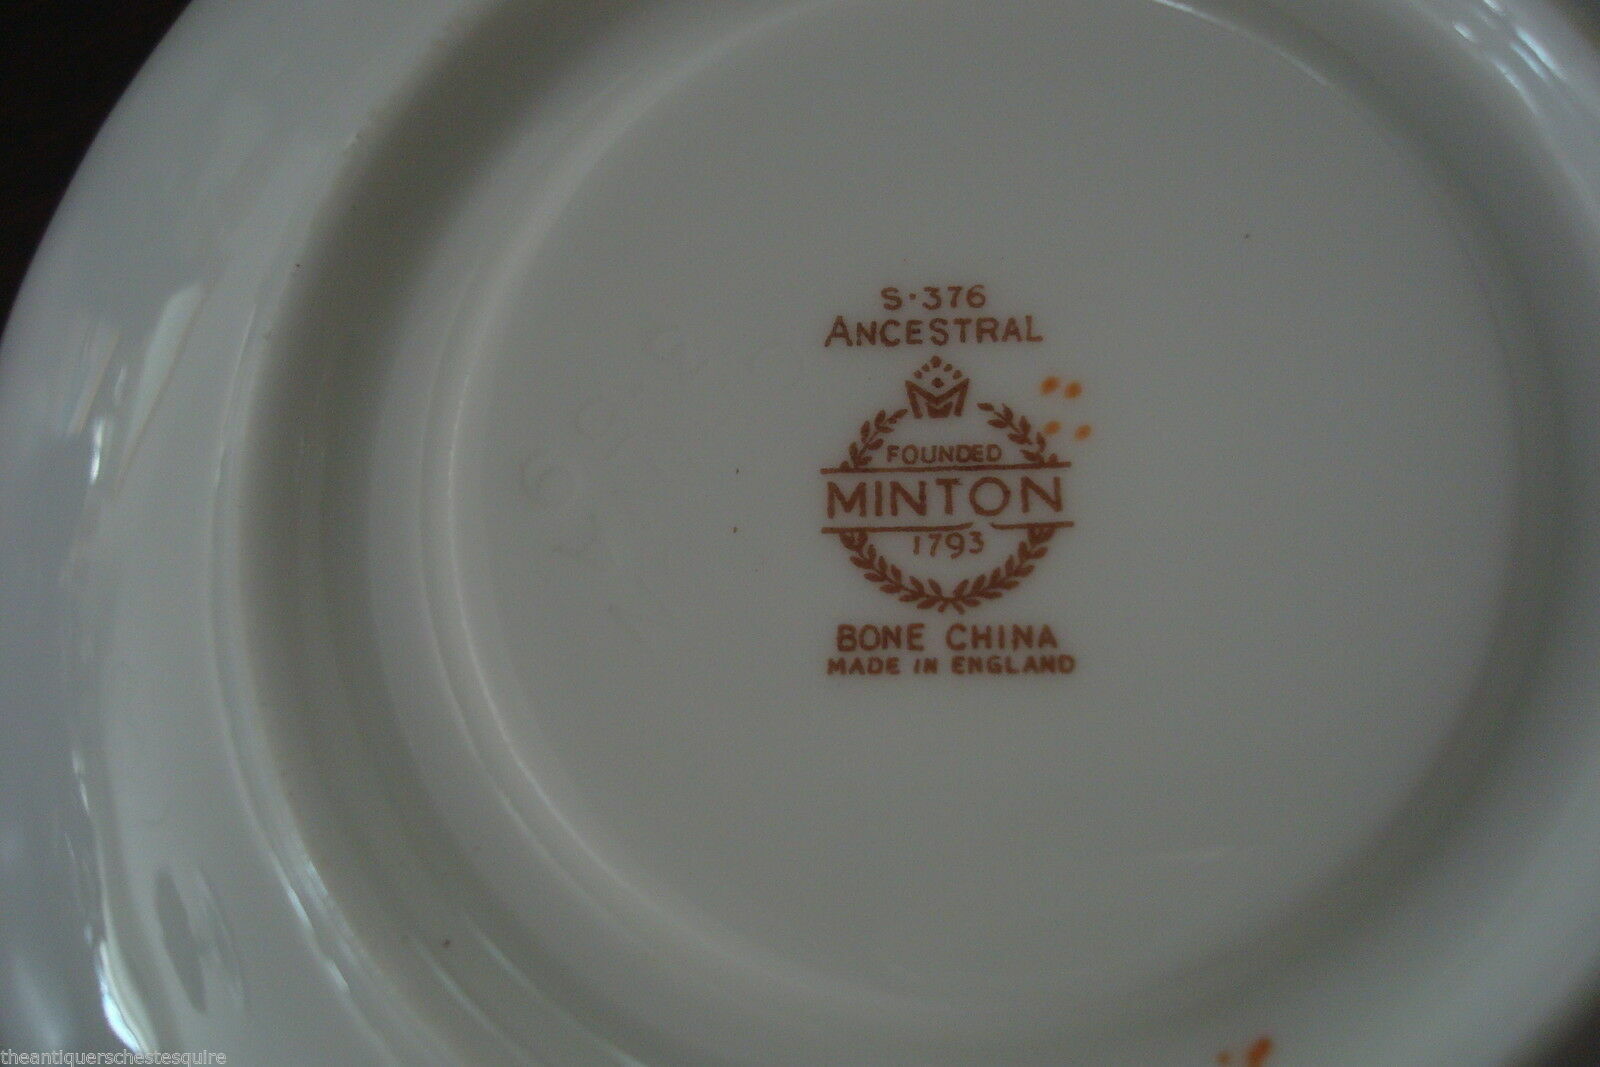 S·376
ANCESTRAL
FOUNDED
MINTON
1793
BONE CHINA
MADE IN ENGLAND
theantiquerschestesquire